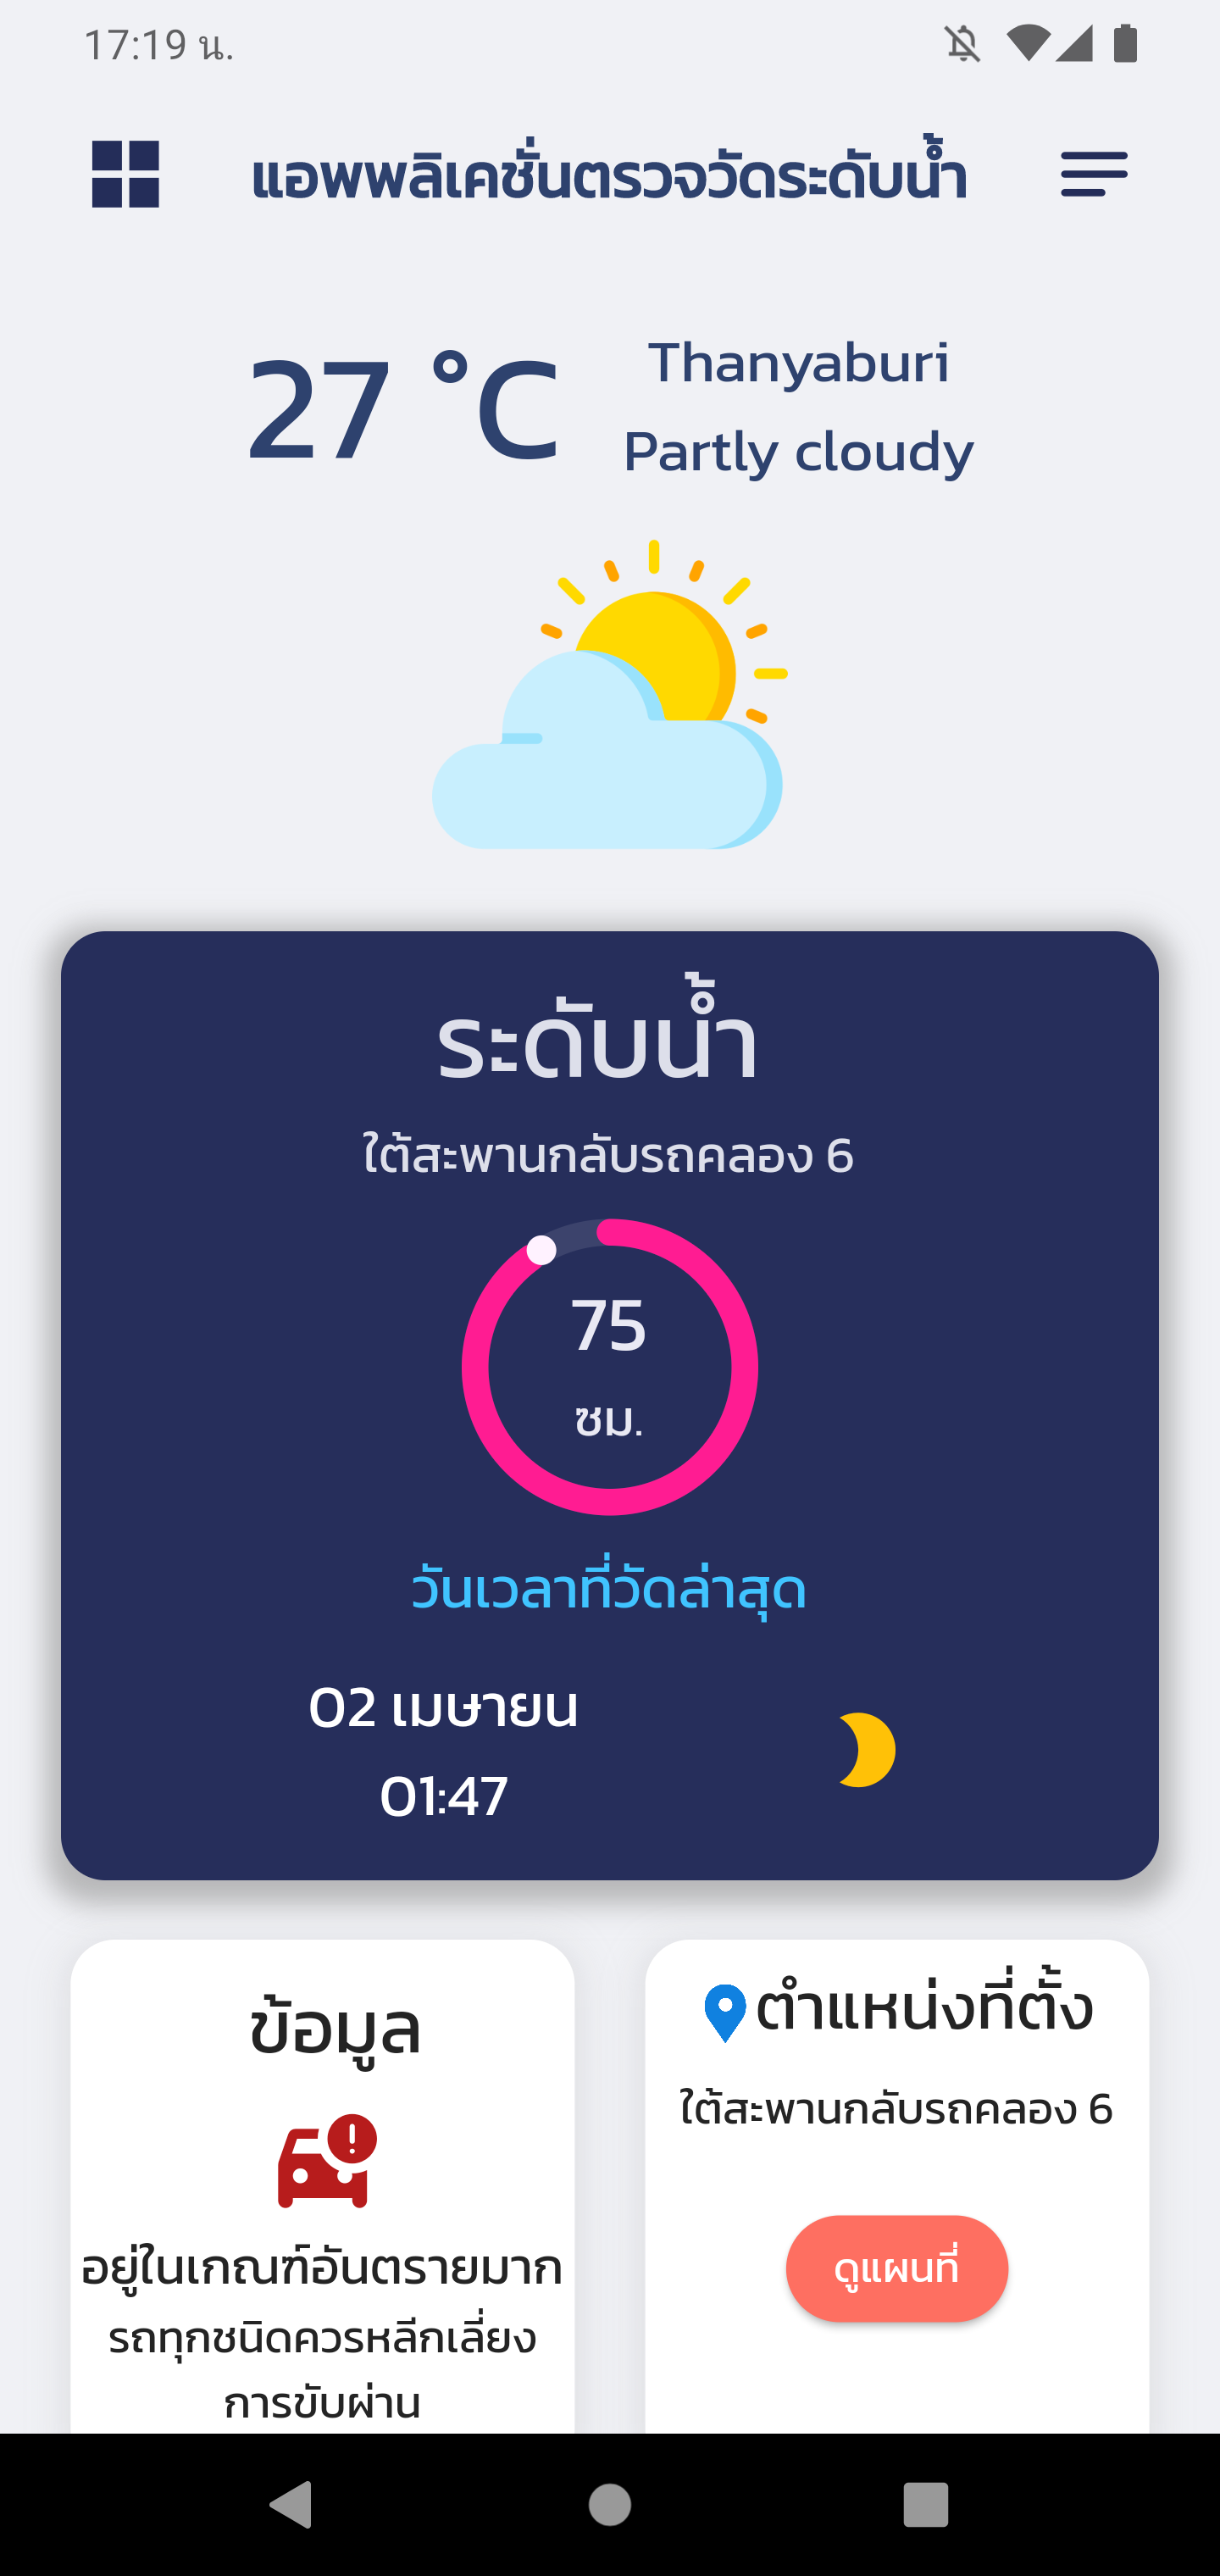 17:19 น.
แอพพลิเคชั่นตรวจวัดระดับน้ำ
27 °C
Thanyaburi
Partly cloudy
ระดับน้ำ
ใต้สะพานกลับรถคลอง 6
75
ซม.
วันเวลาที่วัดล่าสุด
02 เมษายน
01:47
ข้อมูล
อยู่ในเกณฑ์อันตรายมาก
รถทุกชนิดควรหลีกเลี่ยง
การขับผ่าน
ตำแหน่งที่ตั้ง
ใต้สะพานกลับรถคลอง 6
ดูแผนที่